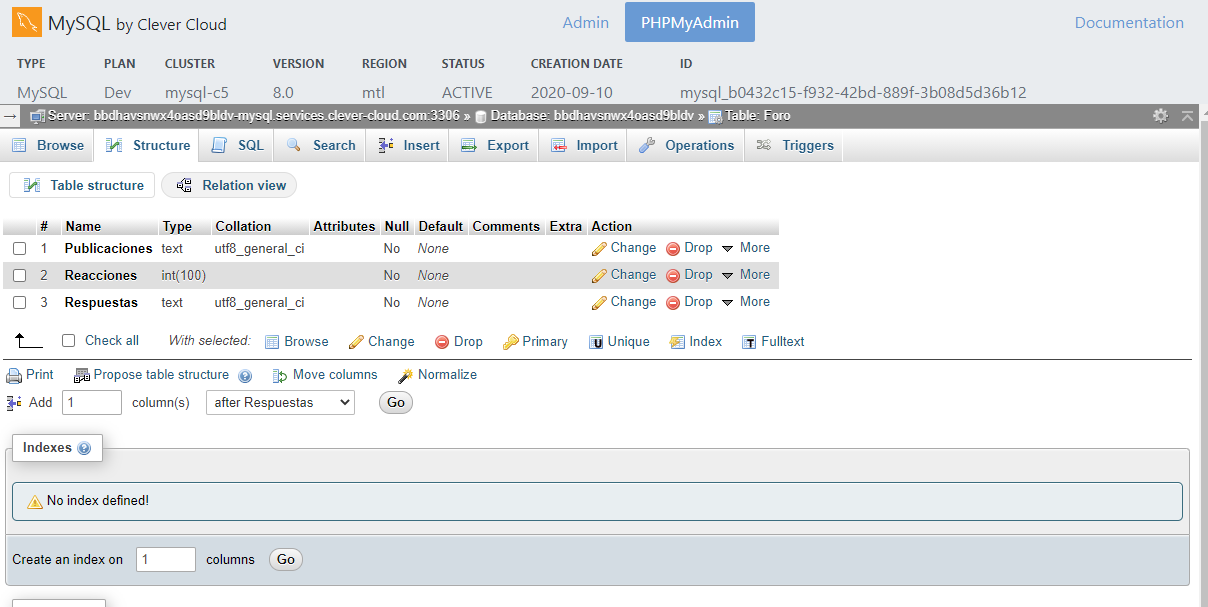 MySQL by Clever Cloud Admin PHPMyAdmin Documentation
TYPE PLAN CLUSTER VERSION REGION STATUS CREATION DATE ID
MySQL Dev mysql-c5 8.0 mtl ACTIVE 2020-09-10 mysql_b0432c15-f932-42bd-889f-3b08d5d36b12
Server: bbdhavsnwx4oasd9bldv-mysql.services.clever-cloud.com:3306 » Database: bbdhavsnwx4oasd9bldv » Table: Foro
Browse Structure SQL Search Insert Export Import Operations Triggers
Table structure Relation view
# Name Type Collation Attributes Null Default Comments Extra Action
1 Publicaciones text utf8_general_ci No None Change Drop More
2 Reacciones int(100) No None Change Drop More
3 Respuestas text utf8_general_ci No None Change Drop More
Check all With selected: Browse Change Drop Primary Unique Index Fulltext
Print Propose table structure Move columns Normalize
Add 1 column(s) after Respuestas Go
Indexes
No index defined!
Create an index on 1 columns Go